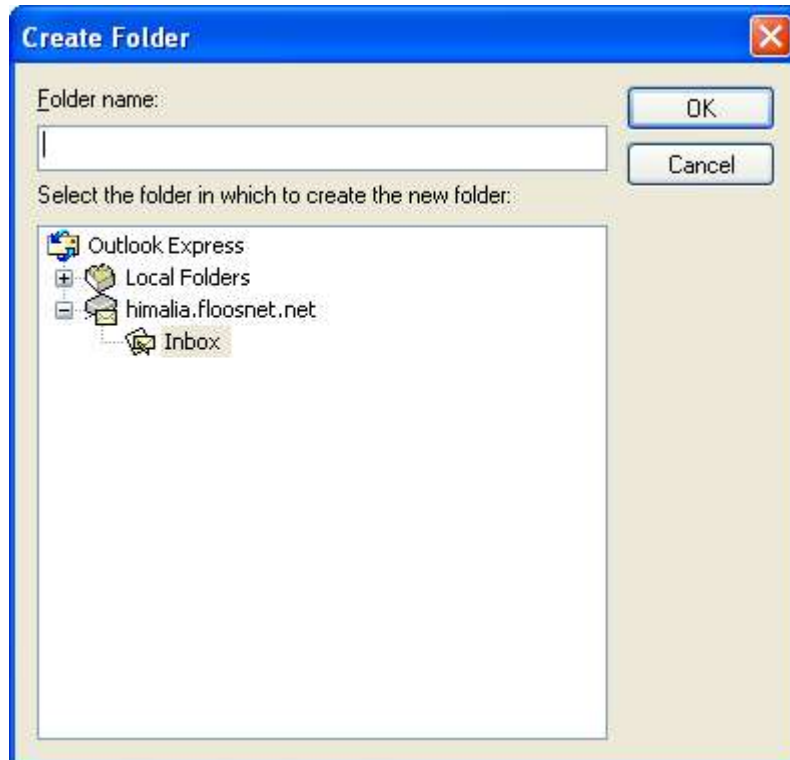 Create Folder
Folder name:
OK
Cancel
Select the folder in which to create the new folder:
Outlook Express
Local Folders
himalia.floosnet.net
Inbox